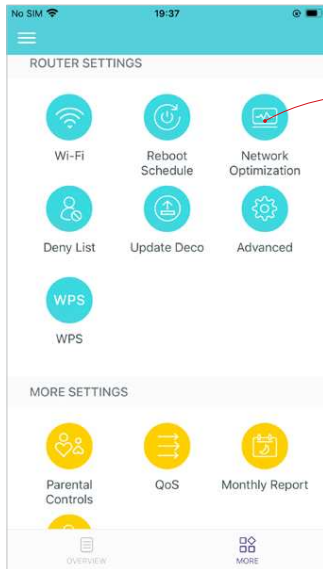 No SIM 19:37
ROUTER SETTINGS
Wi-Fi
Reboot Schedule
Network Optimization
Deny List
Update Deco
Advanced
WPS
WPS
MORE SETTINGS
Parental Controls
QoS
Monthly Report
OVERVIEW
MORE